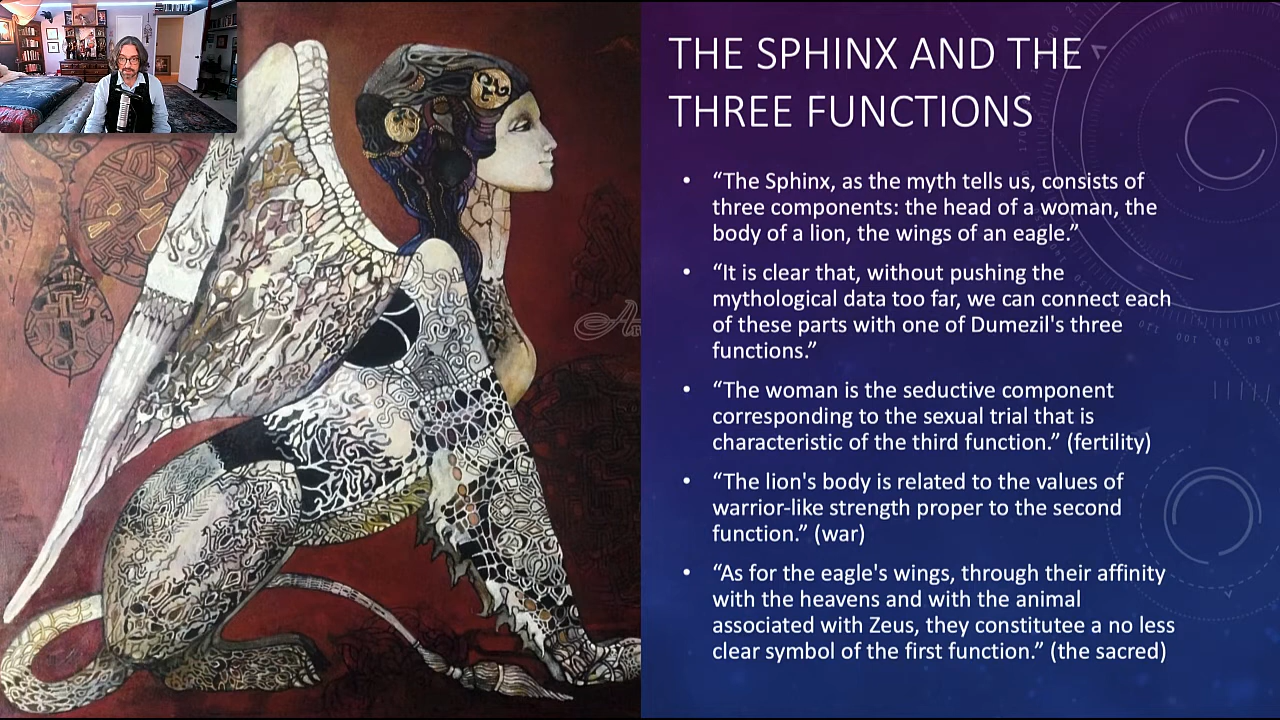 THE SPHINX AND THE
THREE FUNCTIONS
• “The Sphinx, as the myth tells us, consists of
three components: the head of a woman, the
body of a lion, the wings of an eagle.”
• “It is clear that, without pushing the
mythological data too far, we can connect each
of these parts with one of Dumezil's three
functions.”
• “The woman is the seductive component
corresponding to the sexual trial that is
characteristic of the third function.” (fertility)
• “The lion's body is related to the values of
warrior-like strength proper to the second
function.” (war)
• “As for the eagle's wings, through their affinity
with the heavens and with the animal
associated with Zeus, they constitutee a no less
clear symbol of the first function.” (the sacred)